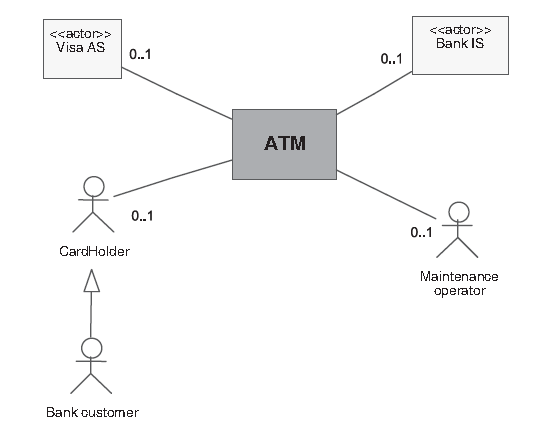 <<actor>>
Visa AS
0..1
<<actor>>
Bank IS
0..1
ATM
CardHolder
0..1
Maintenance
operator
0..1
Bank customer